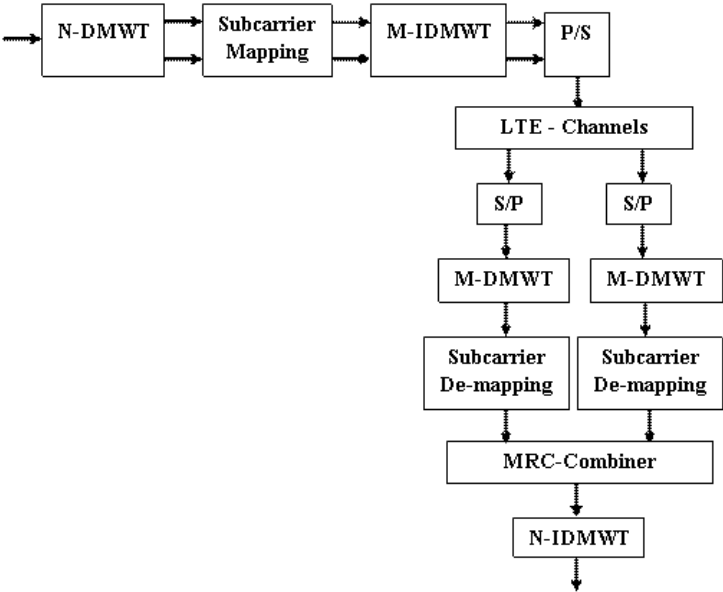 N-DMWT
Subcarrier
Mapping
M-IDMWT
P/S
LTE - Channels
S/P
S/P
M-DMWT
M-DMWT
Subcarrier
De-mapping
Subcarrier
De-mapping
MRC-Combiner
N-IDMWT